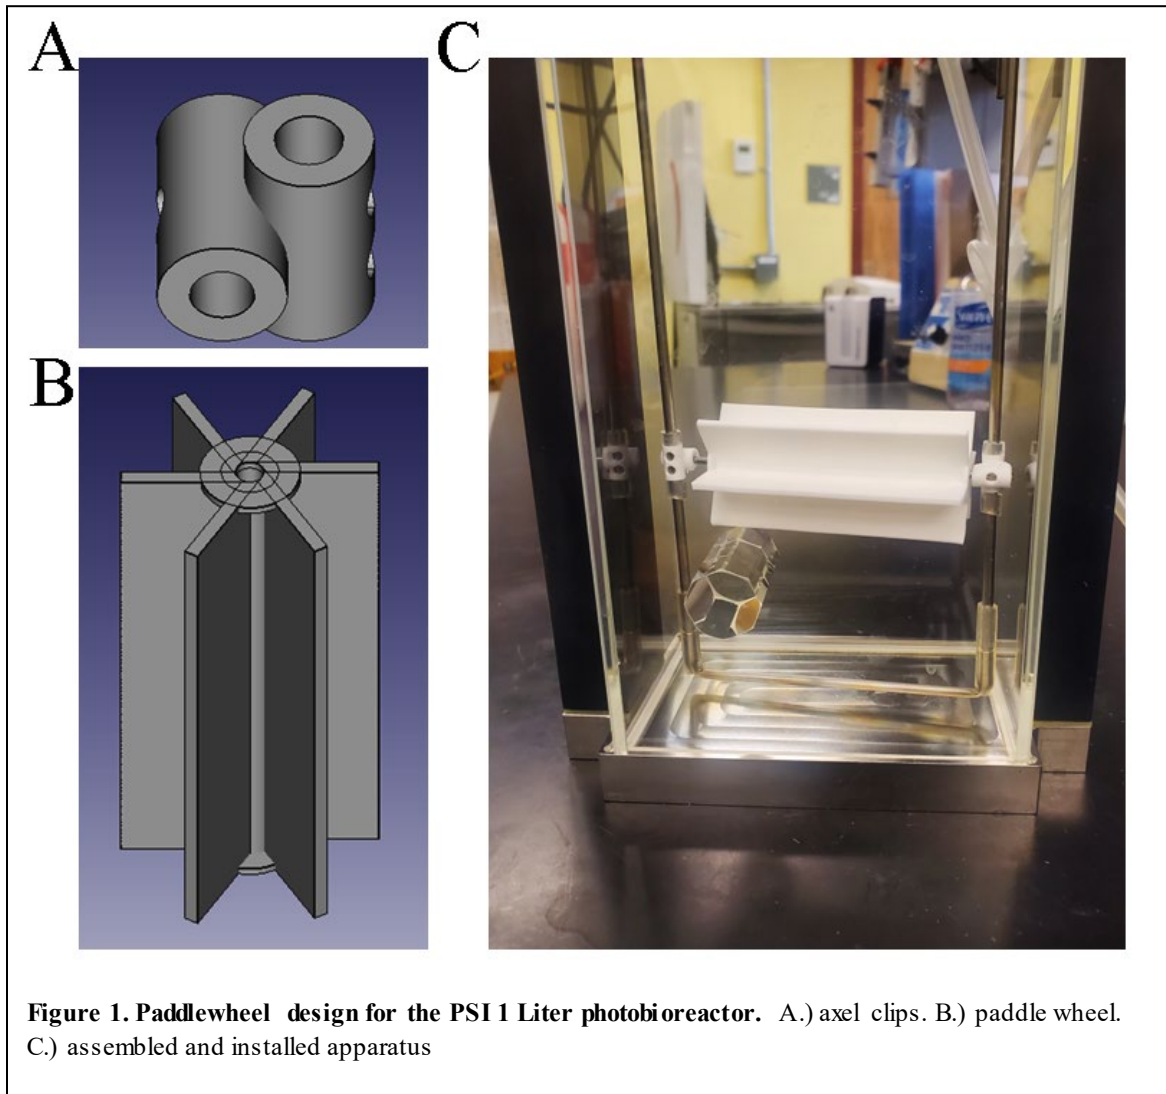 A
C
B
Figure 1. Paddlewheel design for the PSI 1 Liter photobioreactor. A.) axel clips. B.) paddle wheel.
C.) assembled and installed apparatus